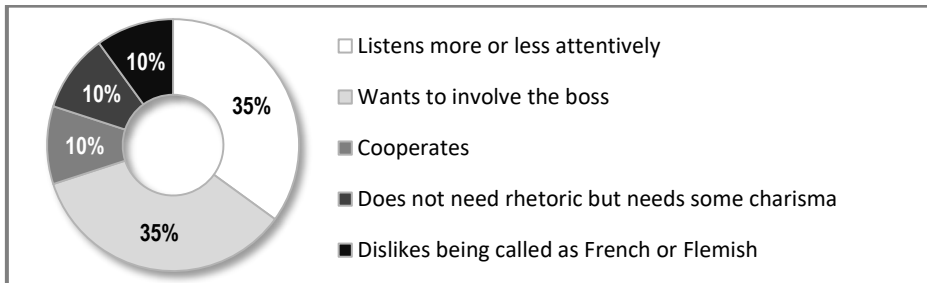 10%
10%
35%
10%
35%
Listens more or less attentively
Wants to involve the boss
Cooperates
Does not need rhetoric but needs some charisma
Dislikes being called as French or Flemish